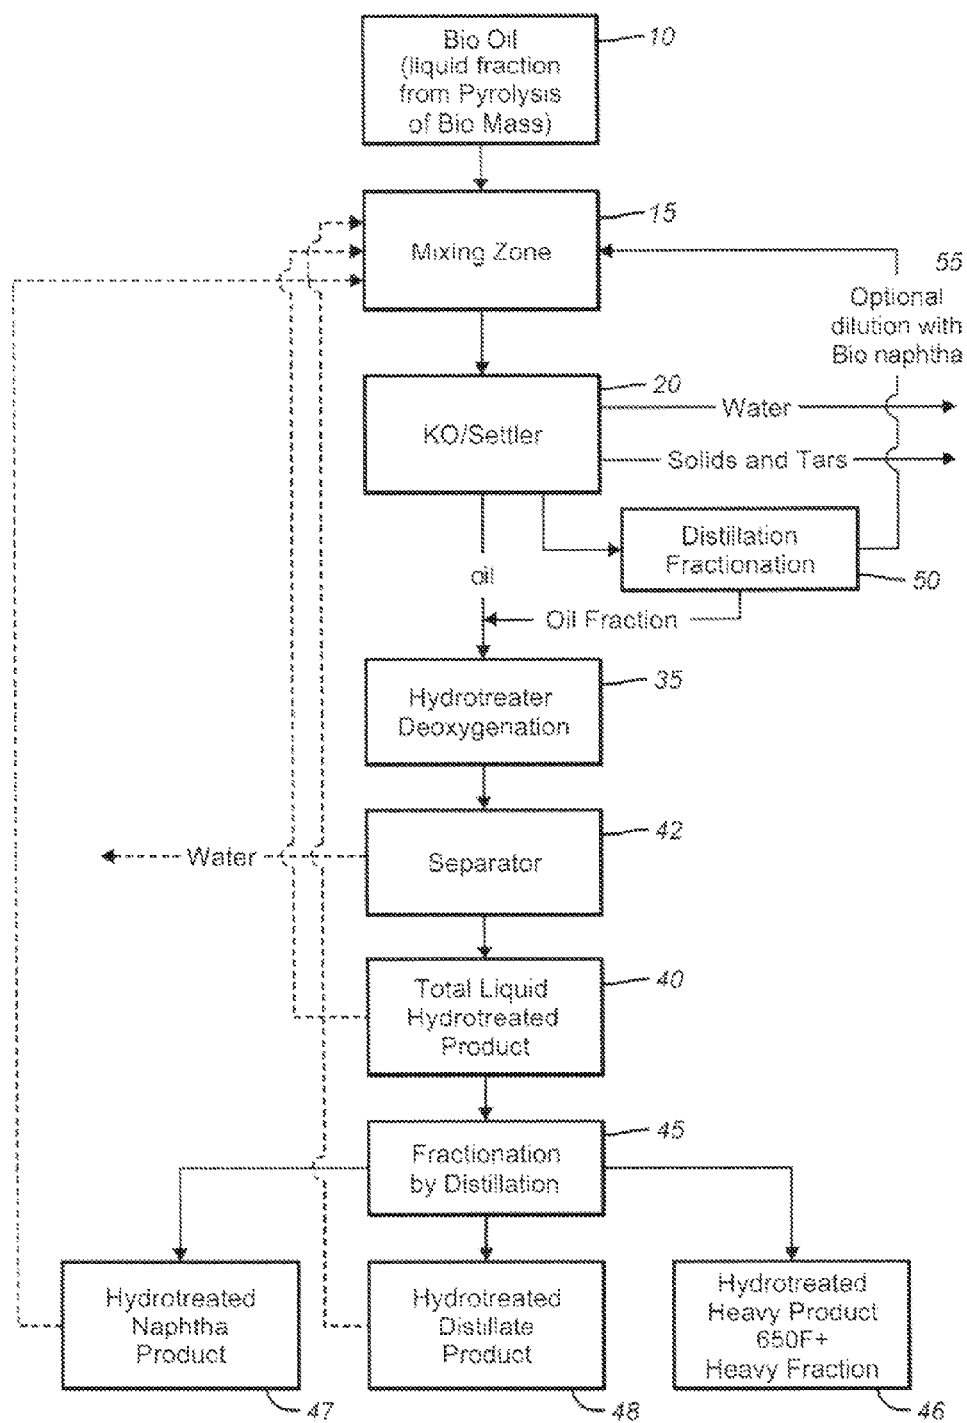 Bio Oil
(liquid fraction
from Pyrolysis
of Bio Mass)
10
Mixing Zone
15
55
Optional
dilution with
Bio naphtha
KO/Settler
20
Water
Solids and Tars
Distillation
Fractionation
50
oil
Oil Fraction
Hydrotreater
Deoxygenation
35
Separator
42
Water
Total Liquid
Hydrotreated
Product
40
Fractionation
by Distillation
45
Hydrotreated
Naphtha
Product
47
Hydrotreated
Distillate
Product
48
Hydrotreated
Heavy Product
650F+
Heavy Fraction
46